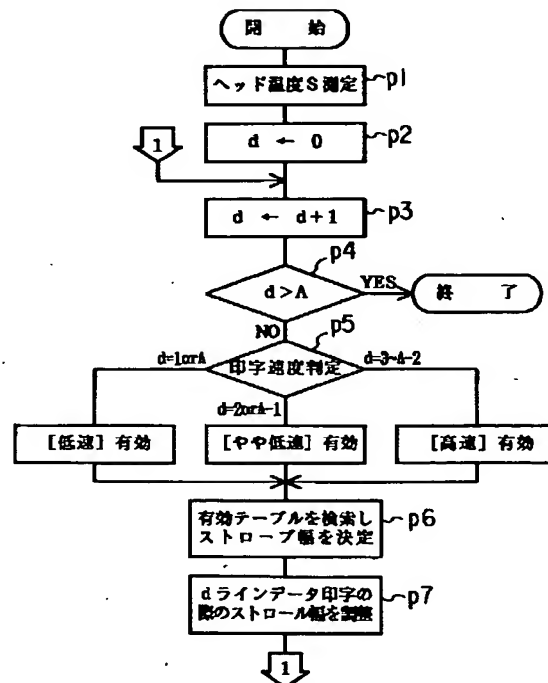 開 始
ヘッド温度S測定
p1
d ← 0
p2
1
d ← d+1
p3
p4
d>A
YES
終 了
NO
p5
印字速度判定
d=1orA
d=2orA-1
d=3~A-2
[低速] 有効
[やや低速] 有効
[高速] 有効
有効テーブルを検索し
ストローブ幅を決定
p6
dラインデータ印字の
際のストロール幅を調整
p7
1